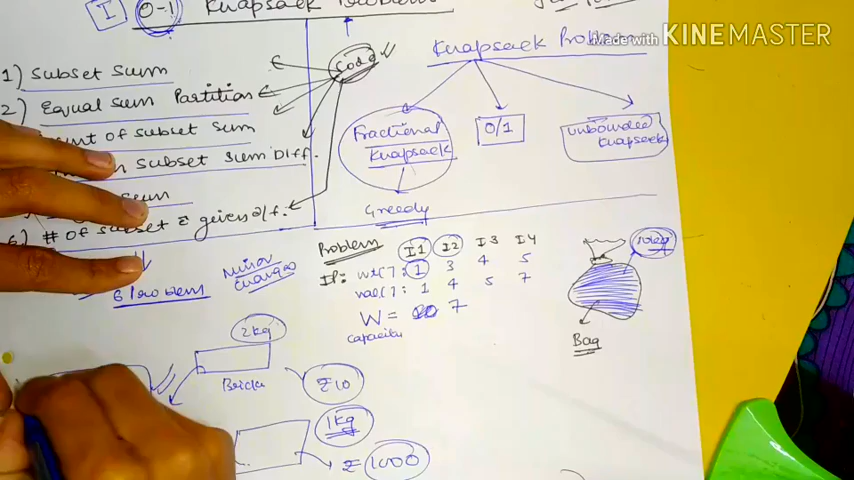 I 0-1 Knapsack Problem
Made with KINEMASTER
1) Subset Sum
2) Equal Sum Partition
of subset sum
subset sum Diff.
sum
6) # of subset given diff.
6 Problem
Minor Changes
Code
Knapsack Problem
Fractional Knapsack
0/1
Unbounded Knapsack
Greedy
Problem
I1 I2 I3 I4
I/P: wt[]: 1 3 4 5
val[]: 1 4 5 7
W = 7
capacity
10kg
Bag
2kg
Brick
₹10
1kg
₹1000